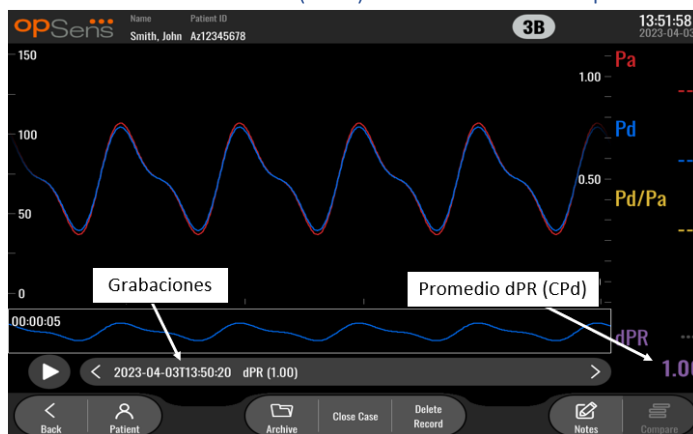 opSens
Name
Patient ID
Smith, John
Az12345678
3B
13:51:58
2023-04-03
150
100
50
0
1.00
0.50
Pa
--
Pd
--
Pd/Pa
--
Grabaciones
Promedio dPR (CPd)
00:00:05
dPR
1.00
2023-04-03T13:50:20 dPR (1.00)
Back
Patient
Archive
Close Case
Delete
Record
Notes
Compare